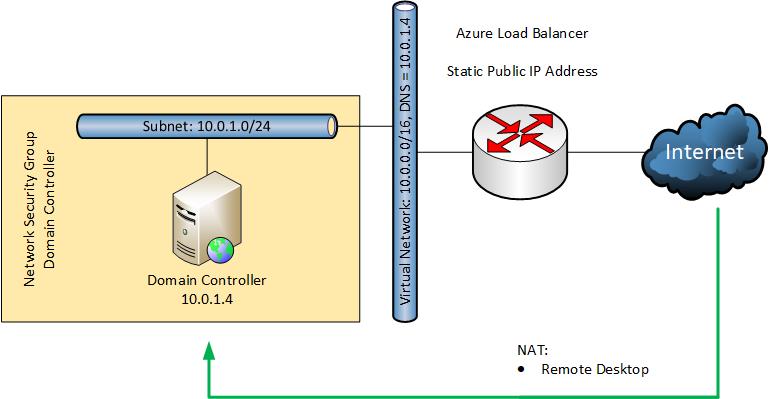 Azure Load Balancer
Static Public IP Address
Network Security Group
Domain Controller
Subnet: 10.0.1.0/24
Domain Controller
10.0.1.4
Virtual Network: 10.0.0.0/16, DNS = 10.0.1.4
Internet
NAT:
• Remote Desktop